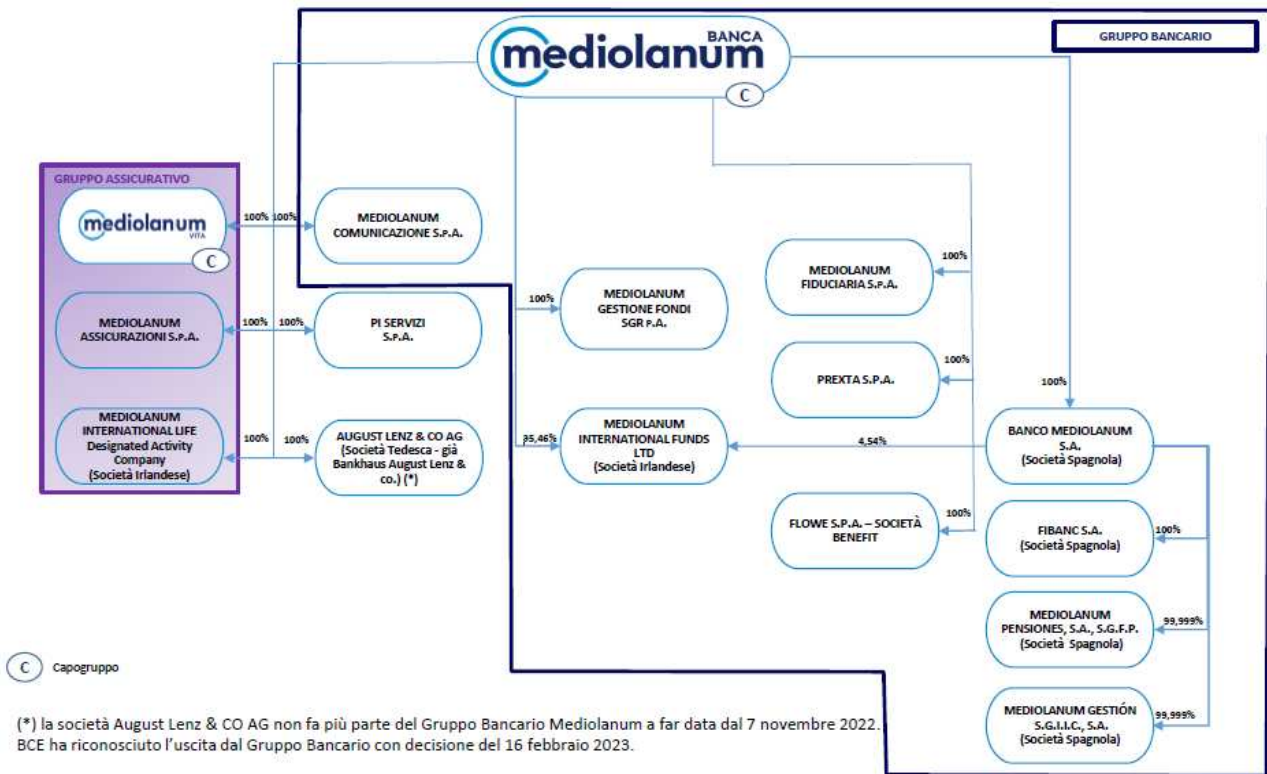 BANCA
mediolanum
C
GRUPPO BANCARIO
GRUPPO ASSICURATIVO
mediolanum
VITA
C
100%
100%
MEDIOLANUM
COMUNICAZIONE S.P.A.
MEDIOLANUM
ASSICURAZIONI S.P.A.
100%
100%
PI SERVIZI
S.P.A.
MEDIOLANUM
INTERNATIONAL LIFE
Designated Activity
Company
(Società Irlandese)
100%
100%
AUGUST LENZ & CO AG
(Società Tedesca - già
Bankhaus August Lenz &
co.) (*)
100%
MEDIOLANUM
GESTIONE FONDI
SGR P.A.
95,46%
MEDIOLANUM
INTERNATIONAL FUNDS
LTD
(Società Irlandese)
4,54%
MEDIOLANUM
FIDUCIARIA S.P.A.
100%
PREXTA S.P.A.
100%
FLOWE S.P.A. – SOCIETÀ
BENEFIT
100%
100%
BANCO MEDIOLANUM
S.A.
(Società Spagnola)
FIBANC S.A.
(Società Spagnola)
100%
MEDIOLANUM
PENSIONES, S.A., S.G.F.P.
(Società Spagnola)
99,999%
MEDIOLANUM GESTIÓN
S.G.I.I.C., S.A.
(Società Spagnola)
99,999%
C Capogruppo
(*) la società August Lenz & CO AG non fa più parte del Gruppo Bancario Mediolanum a far data dal 7 novembre 2022.
BCE ha riconosciuto l'uscita dal Gruppo Bancario con decisione del 16 febbraio 2023.